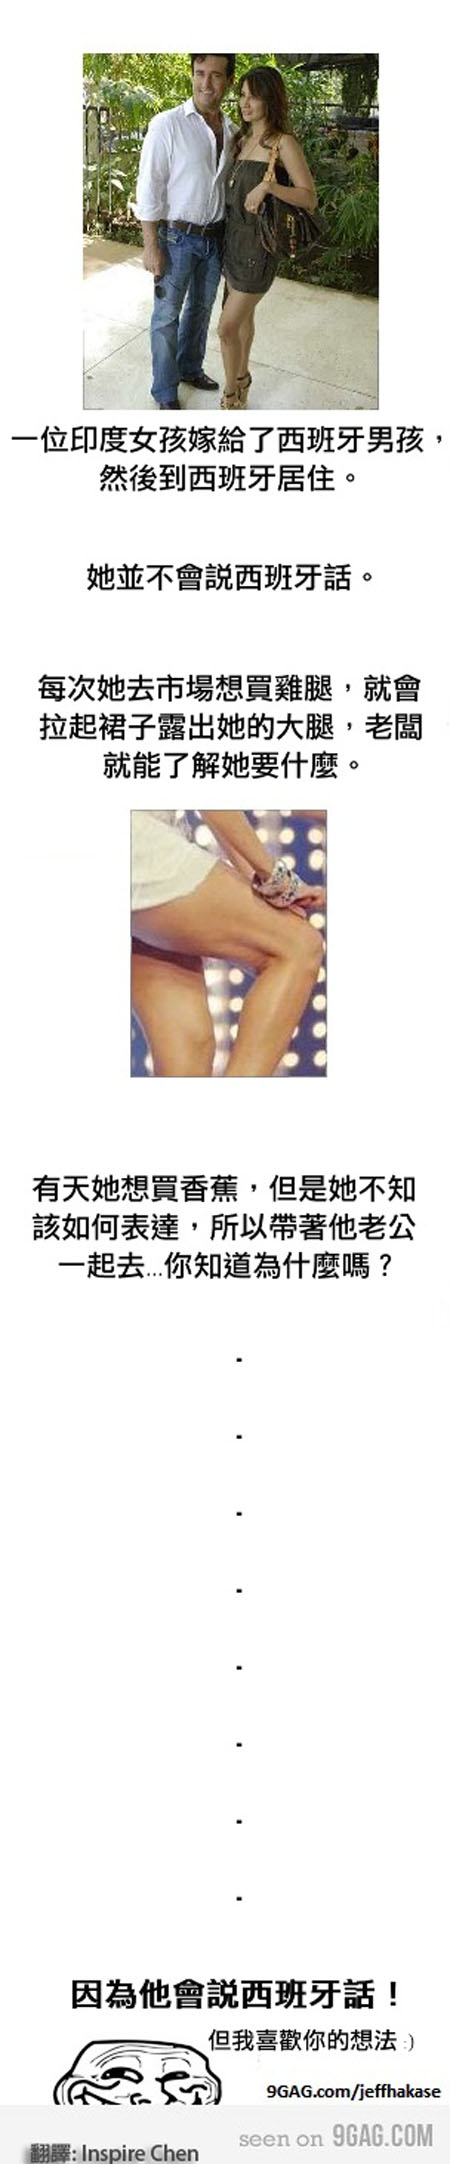 一位印度女孩嫁給了西班牙男孩，
然後到西班牙居住。
她並不會說西班牙話。
每次她去市場想買雞腿，就會
拉起裙子露出她的大腿，老闆
就能了解她要什麼。
有天她想買香蕉，但是她不知
該如何表達，所以帶著他老公
一起去...你知道為什麼嗎？
-
-
-
-
-
-
-
-
因為他會說西班牙話！
但我喜歡你的想法 :)
9GAG.com/jeffhakase
seen on 9GAG.COM
翻譯: Inspire Chen